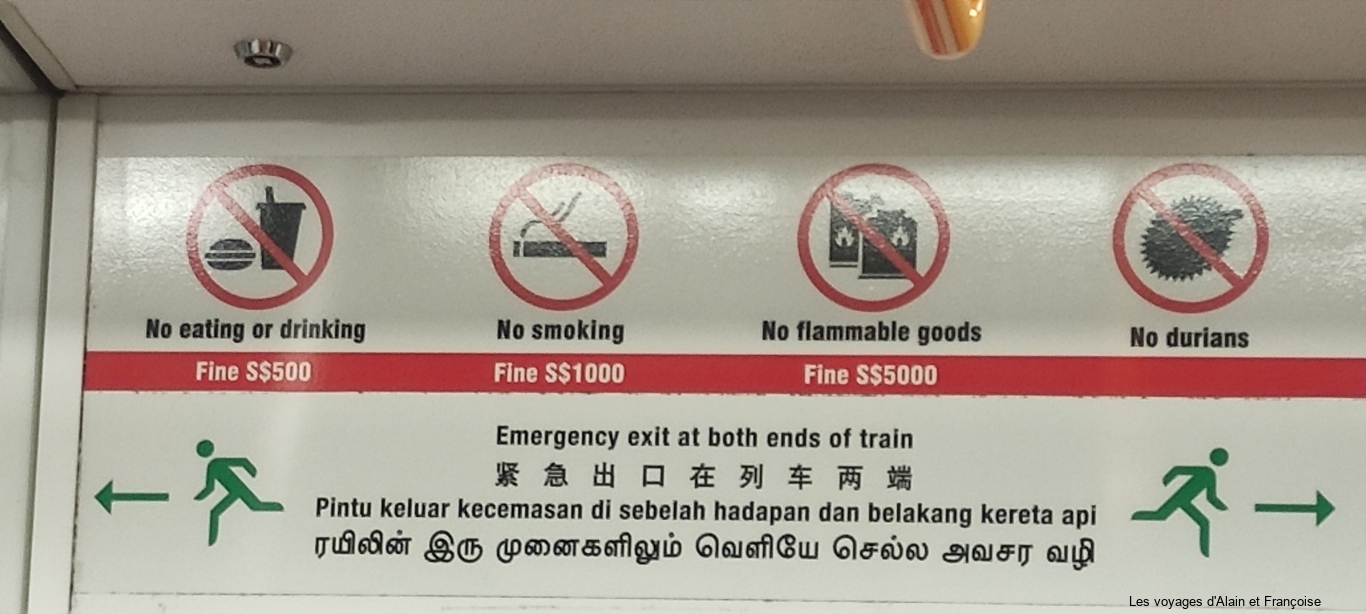 No eating or drinking No smoking No flammable goods No durians
Fine S$500 Fine S$1000 Fine S$5000
Emergency exit at both ends of train
紧急出口在列车两端
Pintu keluar kecemasan di sebelah hadapan dan belakang kereta api
ரயிலின் இரு முனைகளிலும் வெளியே செல்ல அவசர வழி
Les voyages d'Alain et Françoise